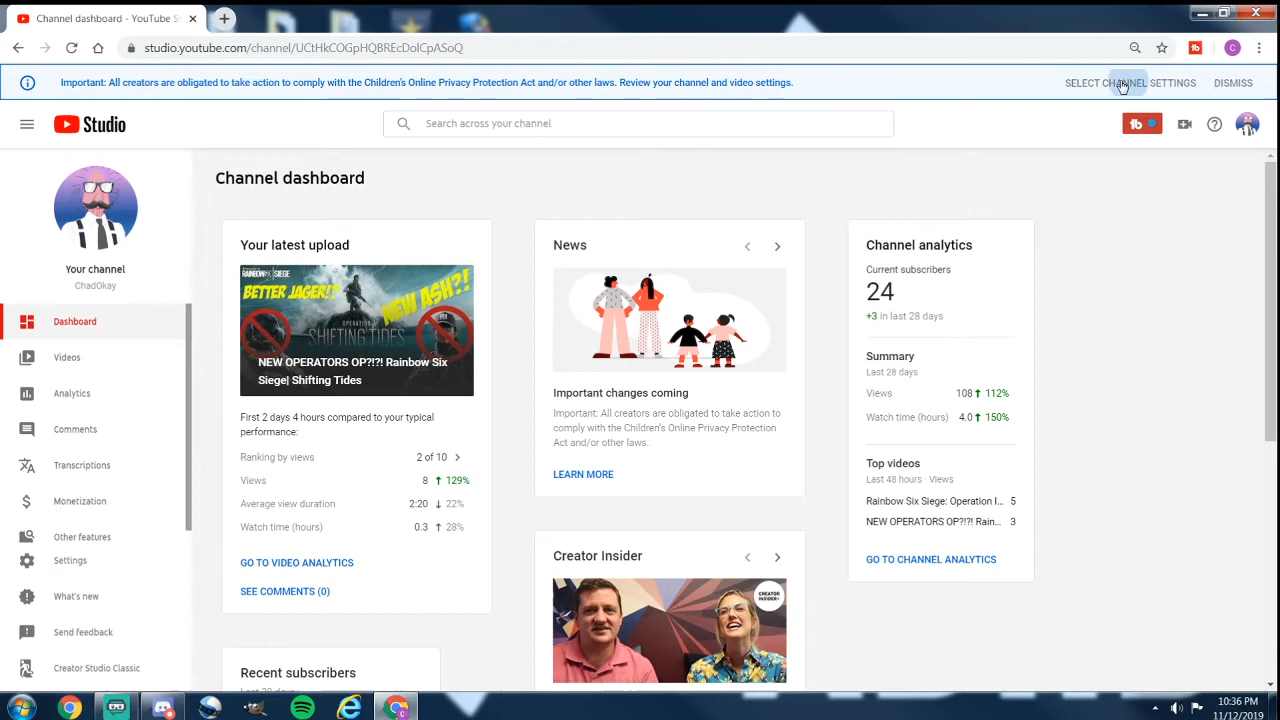 Channel dashboard - YouTube S
studio.youtube.com/channel/UCtHkCOGpHQBREcDolCpASoQ
Important: All creators are obligated to take action to comply with the Children's Online Privacy Protection Act and/or other laws. Review your channel and video settings.
SELECT CHANNEL SETTINGS
DISMISS
Studio
Search across your channel
Your channel
ChadOkay
Dashboard
Videos
Analytics
Comments
Transcriptions
Monetization
Other features
Settings
What's new
Send feedback
Creator Studio Classic
Channel dashboard
Your latest upload
RAINBOW SIX SIEGE
BETTER JAGER!?
NEW ASH?!
OPERATION
SHIFTING TIDES
NEW OPERATORS OP?!?! Rainbow Six
Siege| Shifting Tides
First 2 days 4 hours compared to your typical
performance:
Ranking by views 2 of 10
Views 8 129%
Average view duration 2:20 22%
Watch time (hours) 0.3 28%
GO TO VIDEO ANALYTICS
SEE COMMENTS (0)
Recent subscribers
News
Important changes coming
Important: All creators are obligated to take action to
comply with the Children's Online Privacy Protection
Act and/or other laws.
LEARN MORE
Creator Insider
CREATOR
INSIDER
Channel analytics
Current subscribers
24
+3 in last 28 days
Summary
Last 28 days
Views 108 112%
Watch time (hours) 4.0 150%
Top videos
Last 48 hours · Views
Rainbow Six Siege: Operation I... 5
NEW OPERATORS OP?!?! Rain... 3
GO TO CHANNEL ANALYTICS
10:36 PM
11/12/2019